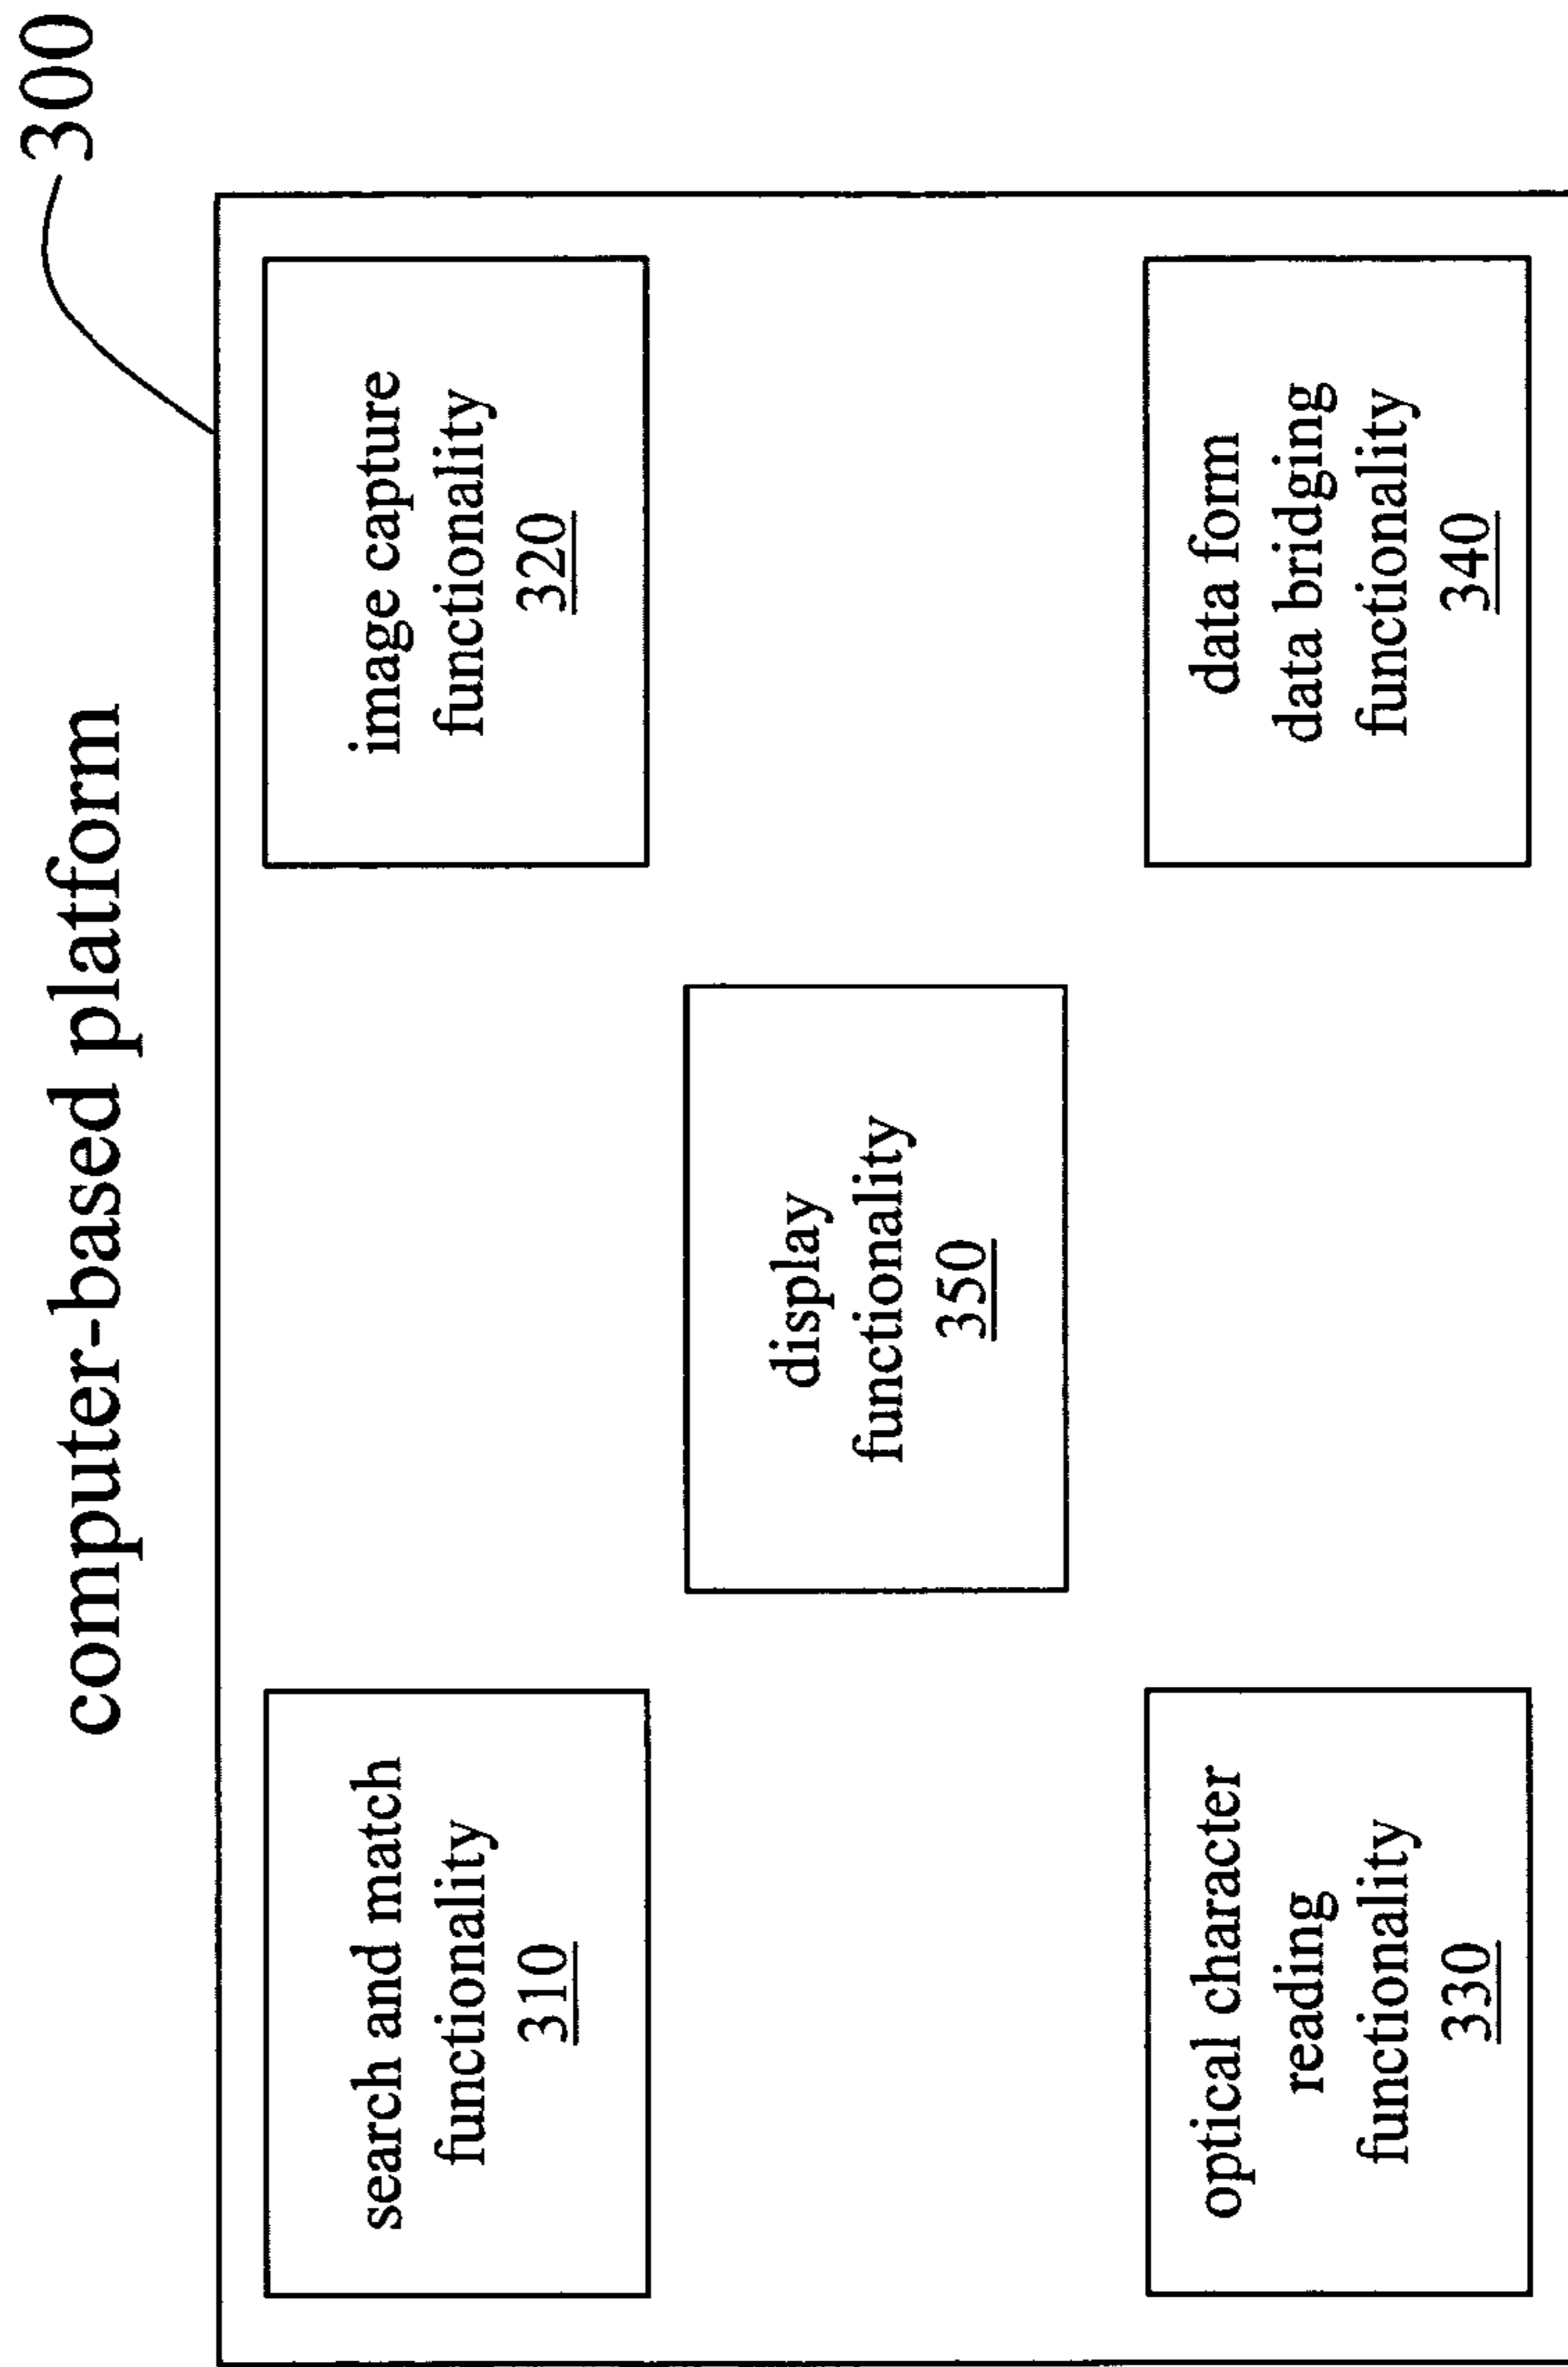 computer-based platform
300
search and match
functionality
310
image capture
functionality
320
display
functionality
350
optical character
reading
functionality
330
data form
data bridging
functionality
340